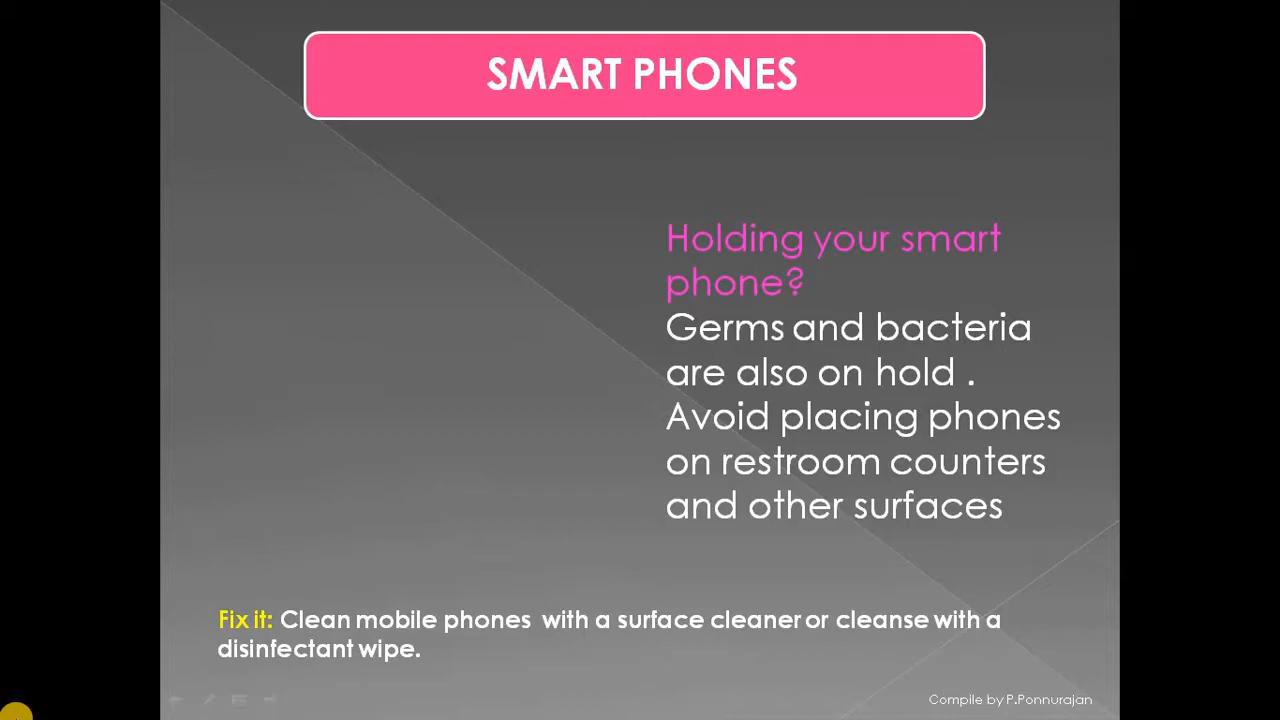 SMART PHONES
Holding your smart
phone?
Germs and bacteria
are also on hold .
Avoid placing phones
on restroom counters
and other surfaces
Fix it: Clean mobile phones  with a surface cleaner or cleanse with a
disinfectant wipe.
Compile by P.Ponnurajan